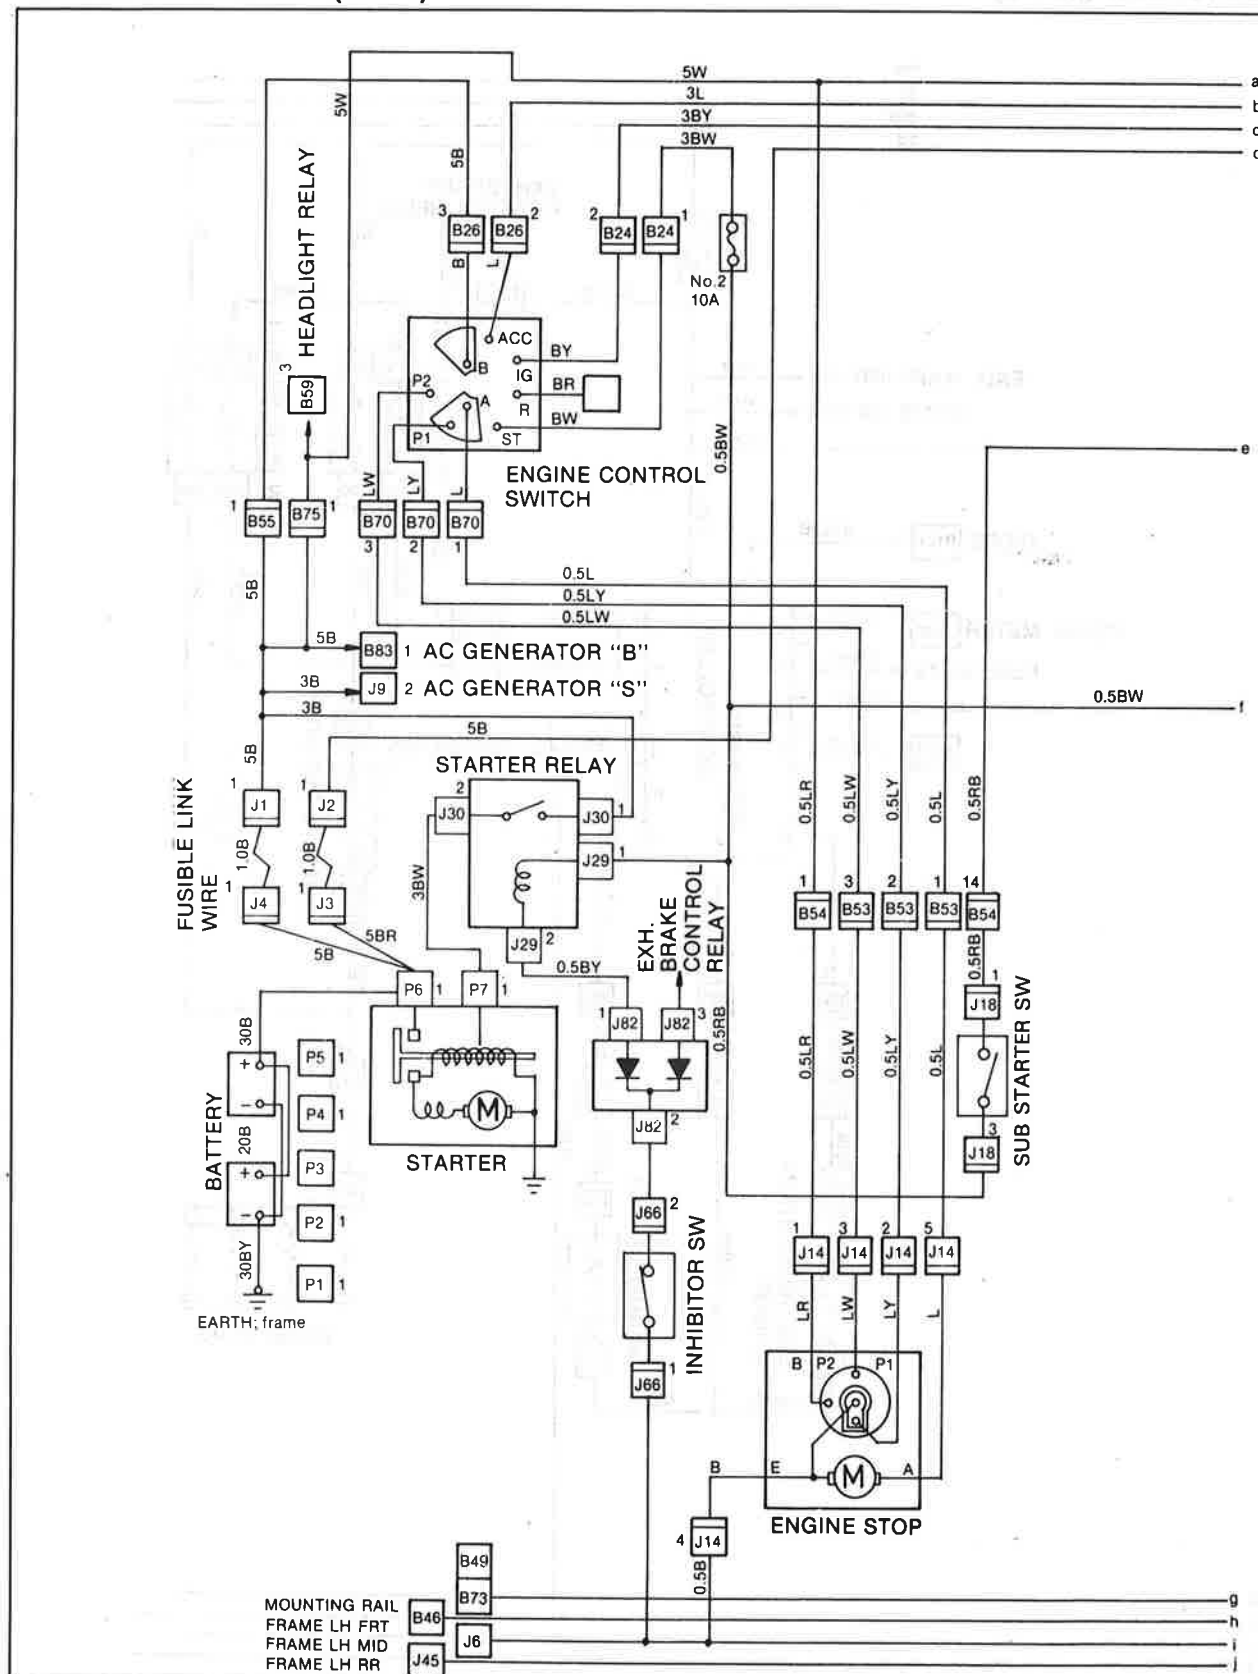 5W
a
3L
b
3BY
3BW
5W
5B
HEADLIGHT RELAY
3
B59
3
B26
B26
2
2
B24
B24
1
B
L
No.2
10A
ACC
B
IG
BY
P2
BR
A
R
P1
ST
BW
0.5BW
e
ENGINE CONTROL
SWITCH
LW
LY
L
1
B55
B75
1
B70
B70
B70
3
2
1
0.5L
0.5LY
0.5LW
5B
5B
B83
1
AC GENERATOR "B"
3B
J9
2
AC GENERATOR "S"
3B
0.5BW
f
5B
5B
STARTER RELAY
FUSIBLE LINK
WIRE
1
J1
1
J2
2
J30
J30
1
1.0B
1.0B
J29
1
3BW
1
J4
1
J3
J29
2
5B
5BR
0.5BY
EXH.
BRAKE
CONTROL
RELAY
0.5LR
0.5LW
0.5LY
0.5L
0.5RB
1
3
2
1
14
B54
B53
B53
B53
B54
0.5RB
1
J18
SUB STARTER SW
3
J18
P6
1
P7
1
30B
BATTERY
+
−
20B
+
−
30BY
EARTH; frame
P5
1
P4
1
P3
P2
1
P1
1
M
STARTER
1
J82
J82
3
0.5RB
J82
2
0.5LR
0.5LW
0.5LY
0.5L
J66
2
INHIBITOR SW
J66
1
1
3
2
5
J14
J14
J14
J14
LR
LW
LY
L
B
P2
P1
B
E
M
A
ENGINE STOP
4
J14
0.5B
B49
B73
g
MOUNTING RAIL
B46
h
FRAME LH FRT
FRAME LH MID
J6
i
FRAME LH RR
J45
j